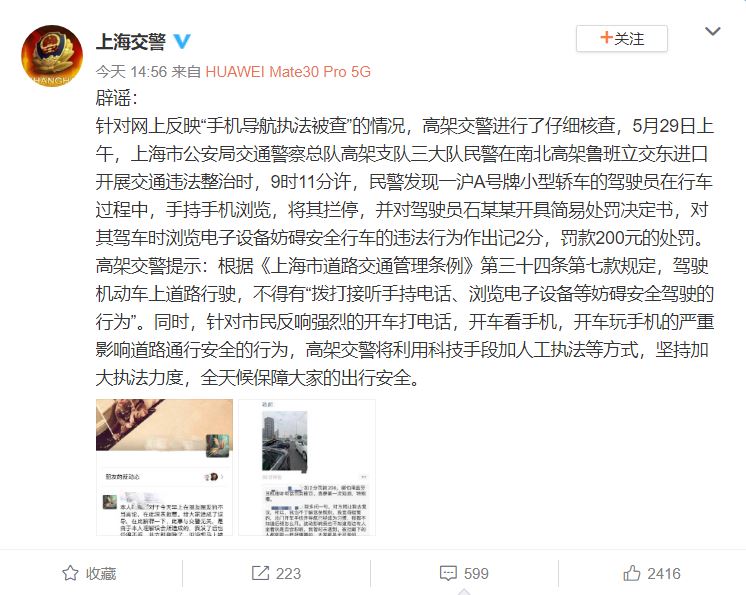 上海交警
关注
今天 14:56 来自 HUAWEI Mate30 Pro 5G
辟谣：
针对网上反映“手机导航执法被查”的情况，高架交警进行了仔细核查，5月29日上
午，上海市公安局交通警察总队高架支队三大队民警在南北高架鲁班立交东进口
开展交通违法整治时，9时11分许，民警发现一沪A号牌小型轿车的驾驶员在行车
过程中，手持手机浏览，将其拦停，并对驾驶员石某某开具简易处罚决定书，对
其驾车时浏览电子设备妨碍安全行车的违法行为作出记2分，罚款200元的处罚。
高架交警提示：根据《上海市道路交通管理条例》第三十四条第七款规定，驾驶
机动车上道路行驶，不得有“拨打接听手持电话、浏览电子设备等妨碍安全驾驶的
行为”。同时，针对市民反响强烈的开车打电话，开车看手机，开车玩手机的严重
影响道路通行安全的行为，高架交警将利用科技手段加人工执法等方式，坚持加
大执法力度，全天候保障大家的出行安全。
朋友的新动心
收藏
223
599
2416